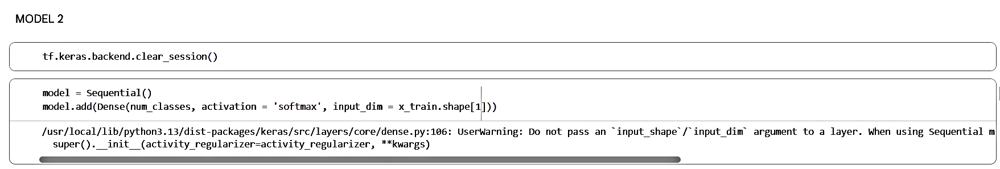 MODEL 2
tf.keras.backend.clear_session()
model = Sequential()
model.add(Dense(num_classes, activation = 'softmax', input_dim = x_train.shape[1]))
/usr/local/lib/python3.13/dist-packages/keras/src/layers/core/dense.py:106: UserWarning: Do not pass an `input_shape`/`input_dim` argument to a layer. When using Sequential m
super().__init__(activity_regularizer=activity_regularizer, **kwargs)